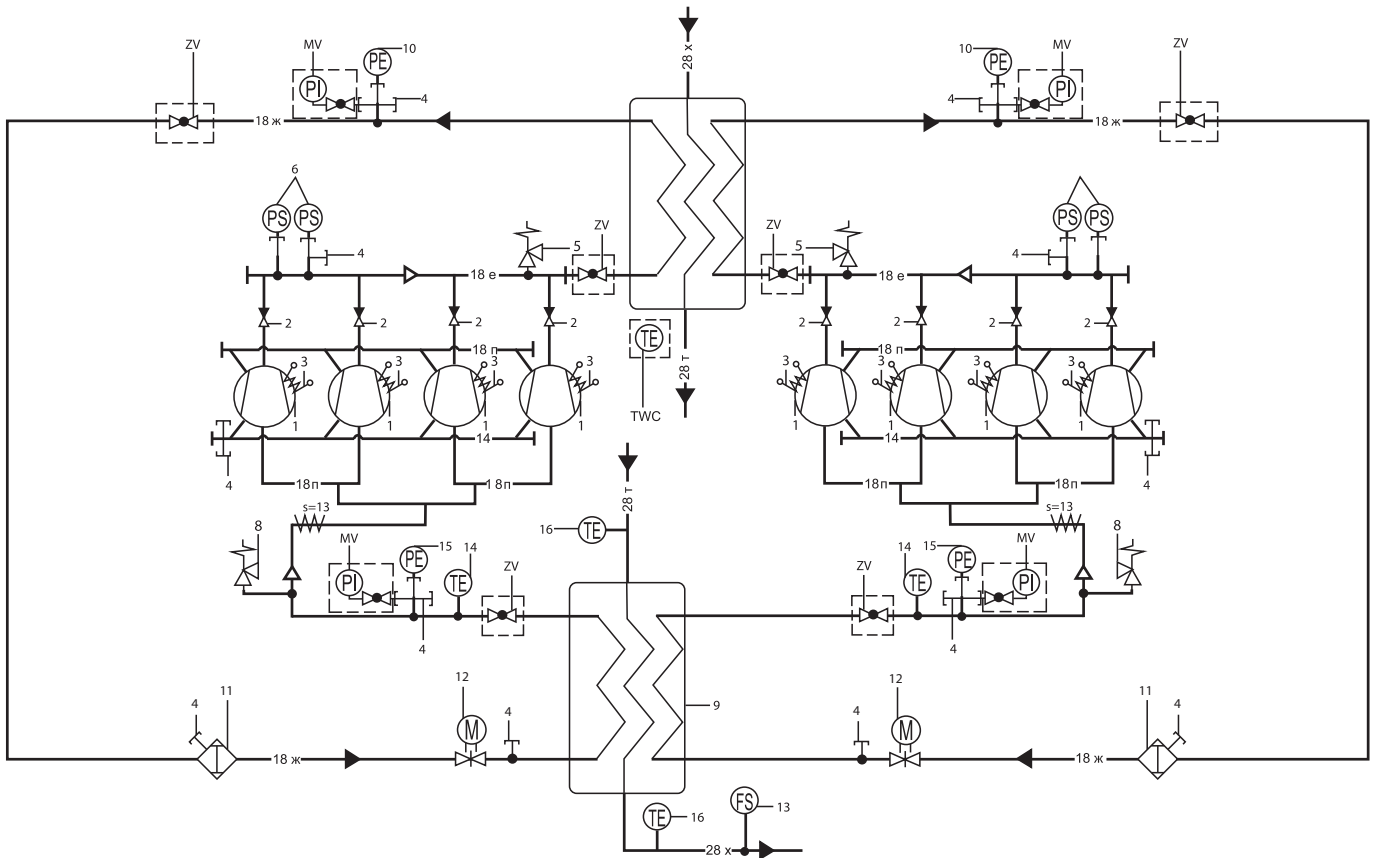 28 х
ZV MV 10 10 MV ZV
PE PE
PI 4 4 PI
18 ж 18 ж
6
PS PS PS PS
ZV ZV
4 5 5 4
18 е 18 е
2 2 2 2 2 2 2 2
TE
18 п 18 п
28 т
3 3 3 3 3 3 3 3
TWC
1 1 1 1 1 1 1 1
14 14
4 4
18п 18п 18п 18п
28 т
s=13 s=13
8 16 TE 8
MV 15 14 14 15 MV
PE ZV ZV PE
PI TE TE PI
4 4
11 12 12 11
4 4 9 4 4
M M
18 ж 18 ж
FS 13
TE 16
28 х